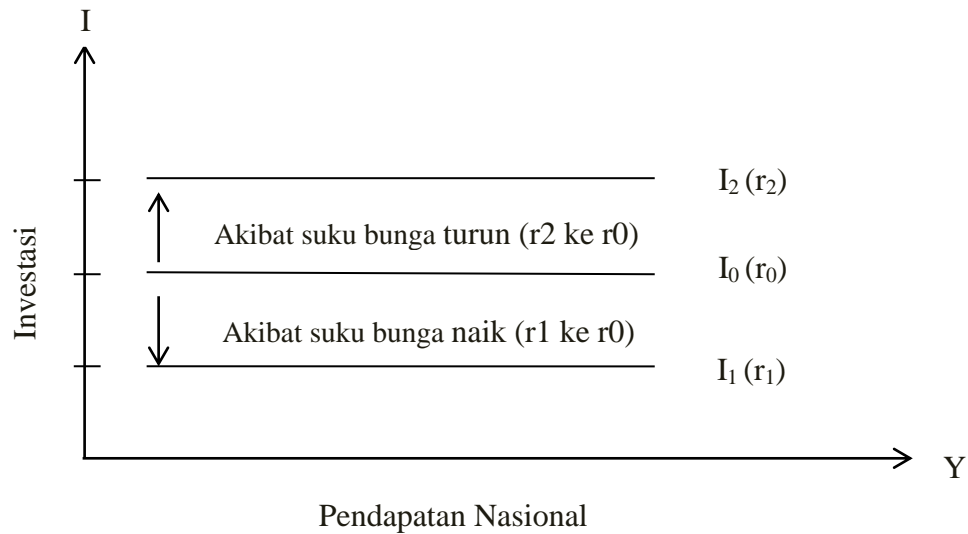 I
I₂ (r₂)
Akibat suku bunga turun (r2 ke r0)
I₀ (r₀)
Investasi
Akibat suku bunga naik (r1 ke r0)
I₁ (r₁)
Y
Pendapatan Nasional